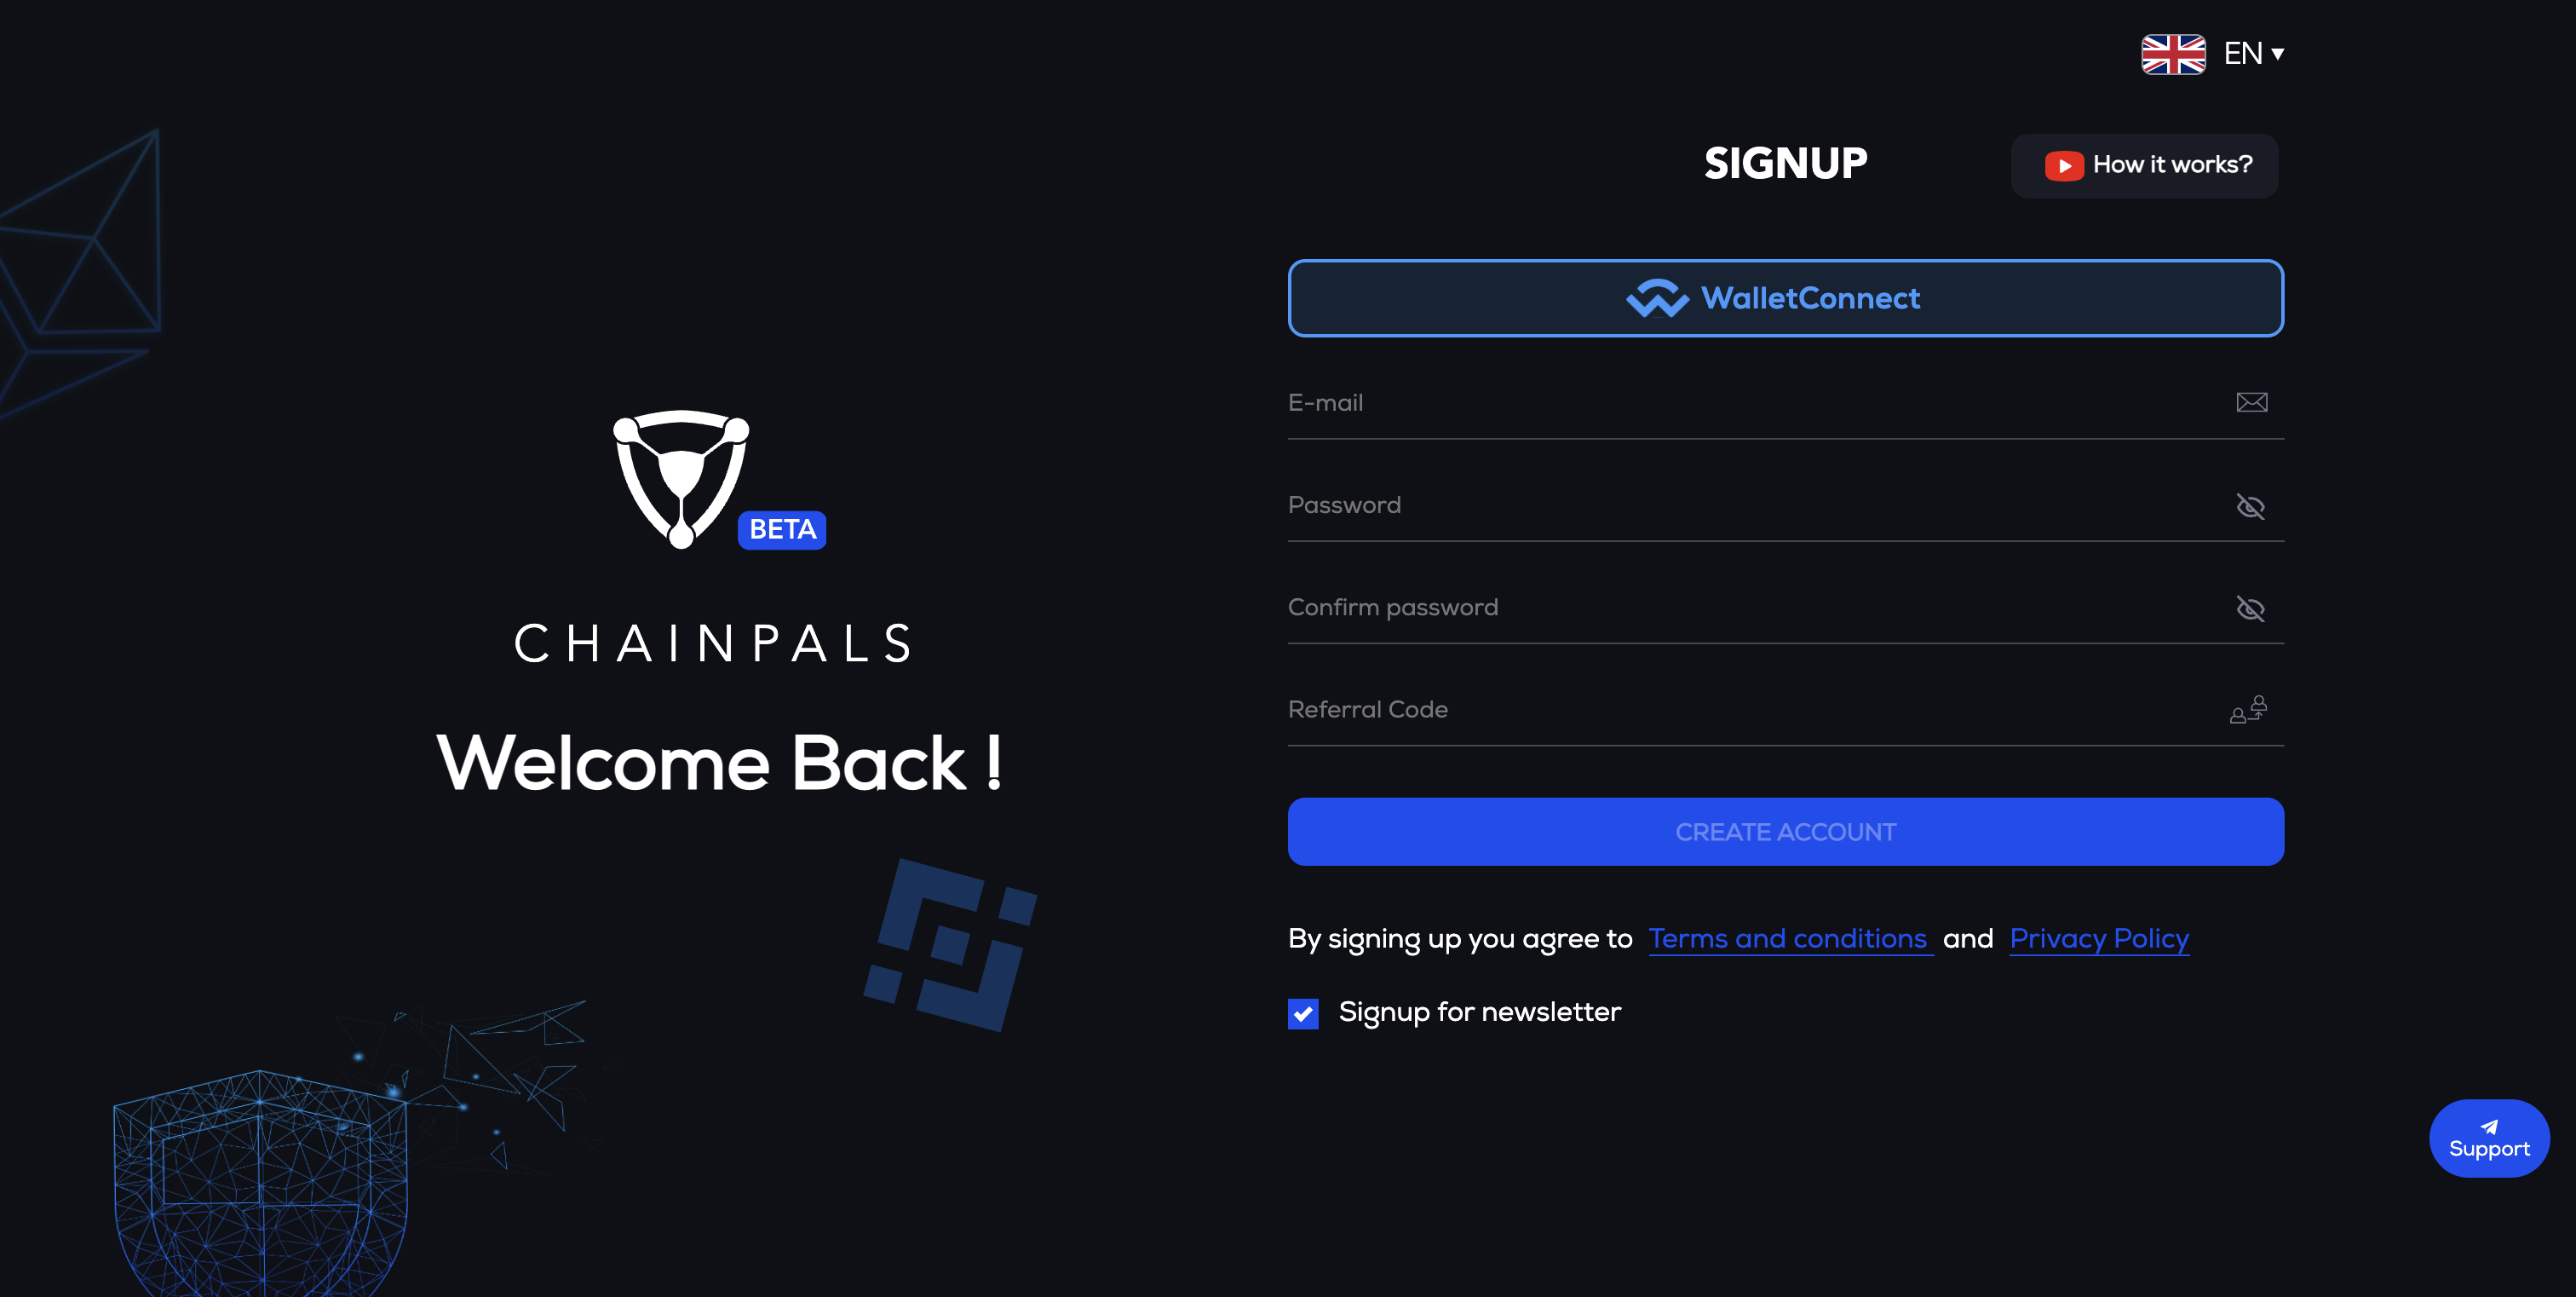 EN
SIGNUP
How it works?
WalletConnect
E-mail
Password
Confirm password
Referral Code
CREATE ACCOUNT
By signing up you agree to Terms and conditions and Privacy Policy
Signup for newsletter
BETA
CHAINPALS
Welcome Back !
Support